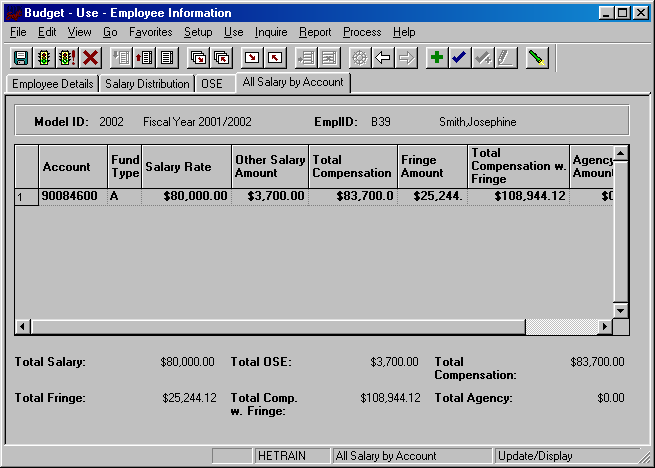 Budget - Use - Employee Information
File Edit View Go Favorites Setup Use Inquire Report Process Help
Employee Details Salary Distribution OSE All Salary by Account
Model ID: 2002 Fiscal Year 2001/2002 EmplID: B39 Smith,Josephine
Account Fund Type Salary Rate Other Salary Amount Total Compensation Fringe Amount Total Compensation w. Fringe Agency Amount
1 90084600 A $80,000.00 $3,700.00 $83,700.0 $25,244. $108,944.12 $0
Total Salary: $80,000.00 Total OSE: $3,700.00 Total Compensation: $83,700.00
Total Fringe: $25,244.12 Total Comp. w. Fringe: $108,944.12 Total Agency: $0.00
HETRAIN All Salary by Account Update/Display